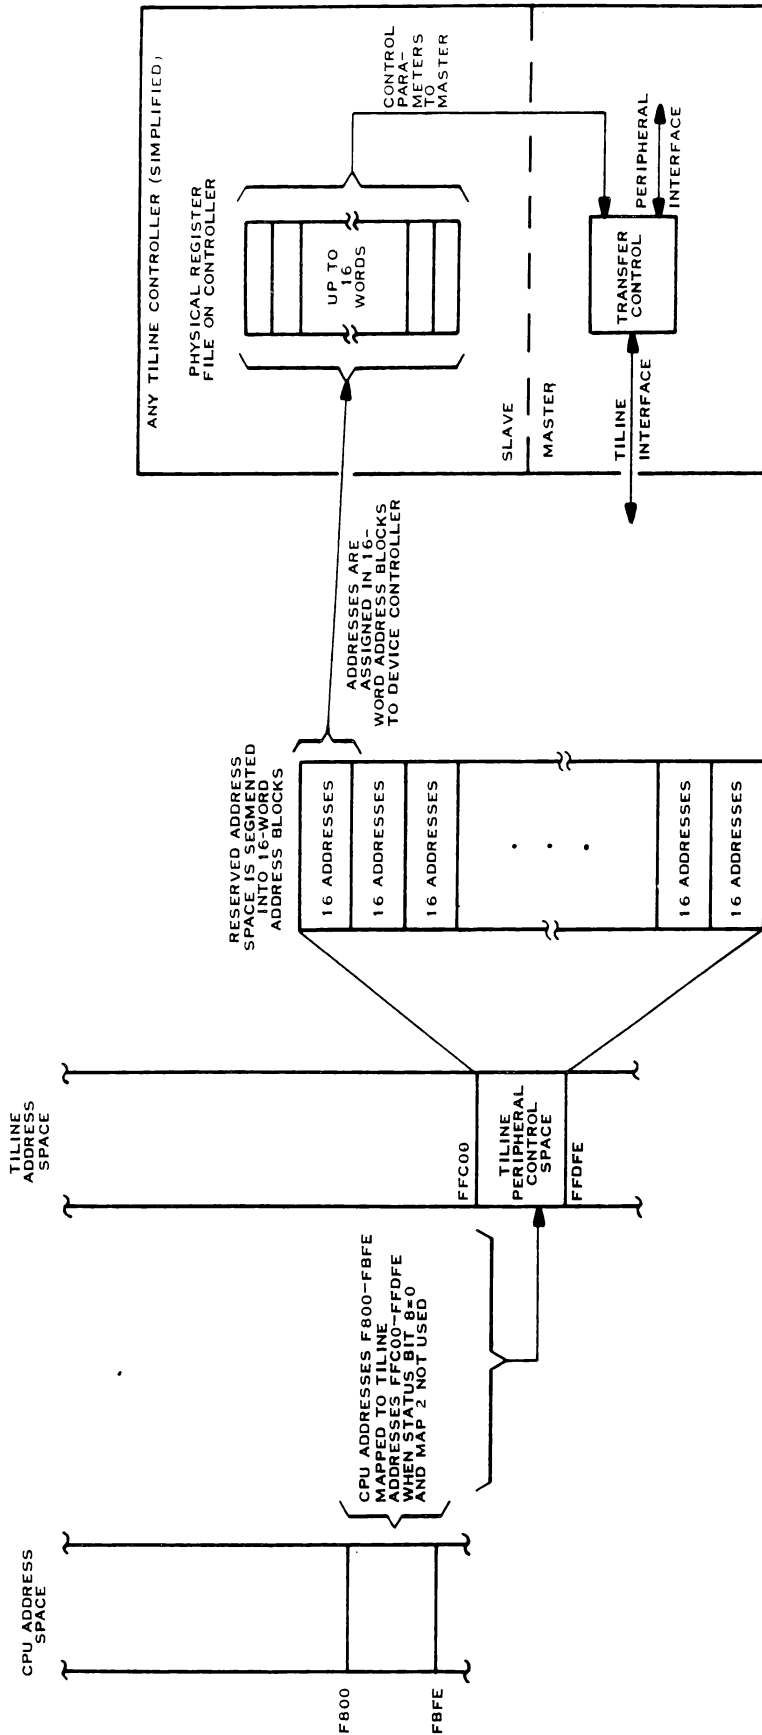 CPU ADDRESS
SPACE
F800
FBFE
CPU ADDRESSES F800-FBFE
MAPPED TO TILINE
ADDRESSES FFC00-FFDFE
WHEN STATUS BIT 8=0
AND MAP 2 NOT USED
TILINE
ADDRESS
SPACE
FFC00
TILINE
PERIPHERAL
CONTROL
SPACE
FFDFE
RESERVED ADDRESS
SPACE IS SEGMENTED
INTO 16-WORD
ADDRESS BLOCKS
16 ADDRESSES
16 ADDRESSES
16 ADDRESSES
. . .
16 ADDRESSES
16 ADDRESSES
ADDRESSES ARE
ASSIGNED IN 16-
WORD ADDRESS BLOCKS
TO DEVICE CONTROLLER
ANY TILINE CONTROLLER (SIMPLIFIED)
PHYSICAL REGISTER
FILE ON CONTROLLER
UP TO
16
WORDS
CONTROL
PARA-
METERS
TO
MASTER
SLAVE
MASTER
TILINE
INTERFACE
TRANSFER
CONTROL
PERIPHERAL
INTERFACE